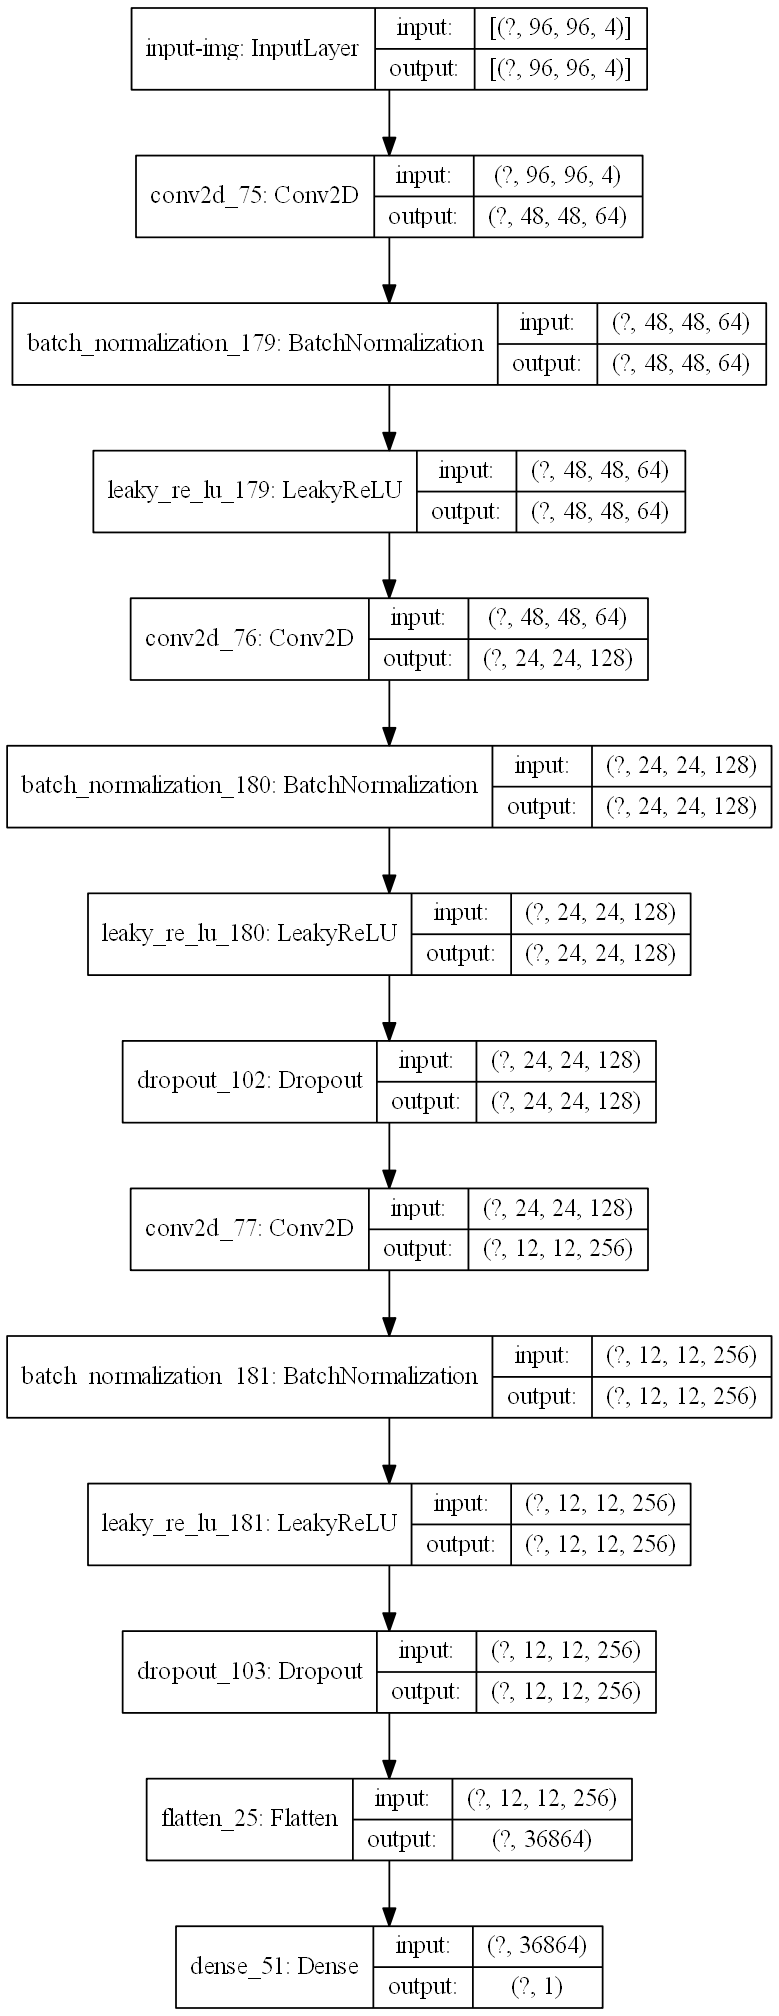 input-img: InputLayer
input: [(?, 96, 96, 4)]
output: [(?, 96, 96, 4)]
conv2d_75: Conv2D
input: (?, 96, 96, 4)
output: (?, 48, 48, 64)
batch_normalization_179: BatchNormalization
input: (?, 48, 48, 64)
output: (?, 48, 48, 64)
leaky_re_lu_179: LeakyReLU
input: (?, 48, 48, 64)
output: (?, 48, 48, 64)
conv2d_76: Conv2D
input: (?, 48, 48, 64)
output: (?, 24, 24, 128)
batch_normalization_180: BatchNormalization
input: (?, 24, 24, 128)
output: (?, 24, 24, 128)
leaky_re_lu_180: LeakyReLU
input: (?, 24, 24, 128)
output: (?, 24, 24, 128)
dropout_102: Dropout
input: (?, 24, 24, 128)
output: (?, 24, 24, 128)
conv2d_77: Conv2D
input: (?, 24, 24, 128)
output: (?, 12, 12, 256)
batch normalization 181: BatchNormalization
input: (?, 12, 12, 256)
output: (?, 12, 12, 256)
leaky_re_lu_181: LeakyReLU
input: (?, 12, 12, 256)
output: (?, 12, 12, 256)
dropout_103: Dropout
input: (?, 12, 12, 256)
output: (?, 12, 12, 256)
flatten_25: Flatten
input: (?, 12, 12, 256)
output: (?, 36864)
dense_51: Dense
input: (?, 36864)
output: (?, 1)